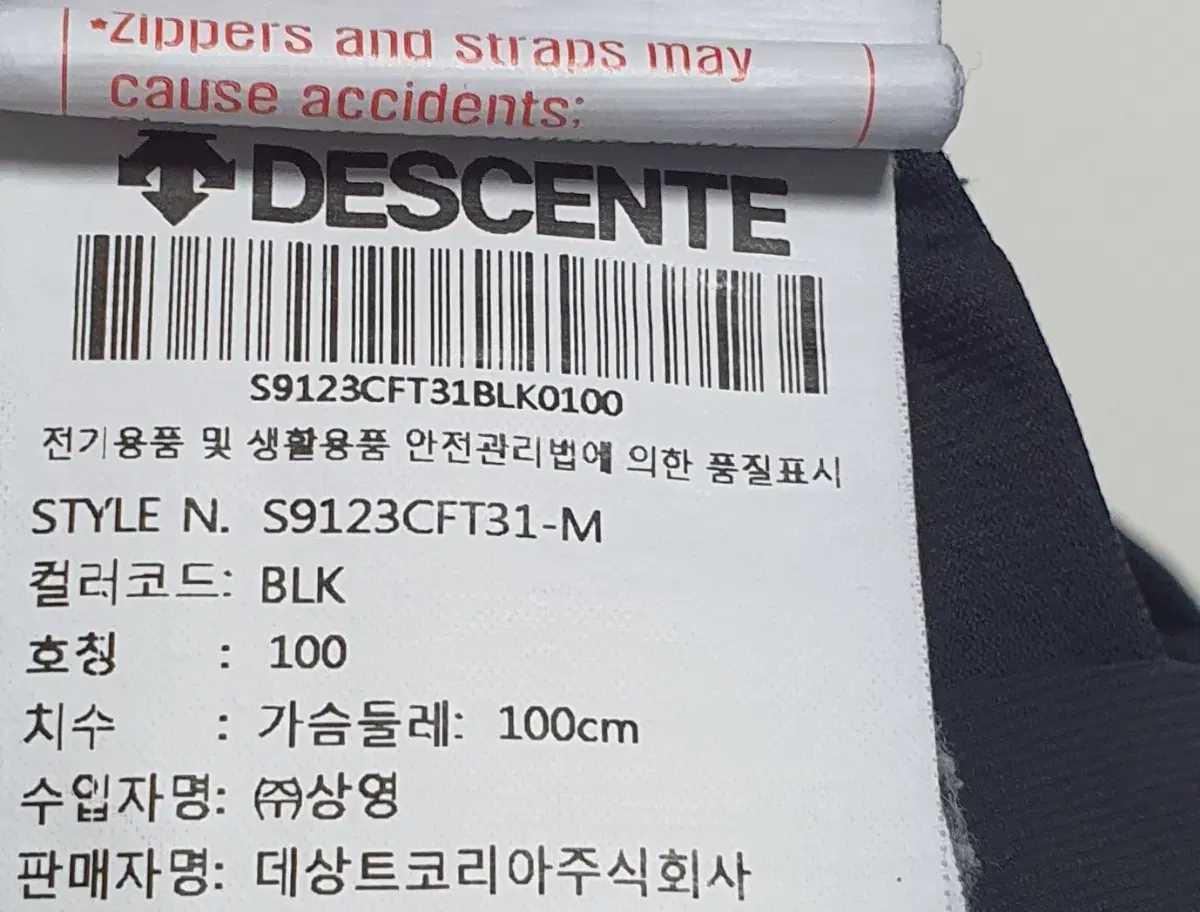 *Zippers and straps may
cause accidents;
DESCENTE
S9123CFT31BLK0100
전기용품 및 생활용품 안전관리법에 의한 품질표시
STYLE N. S9123CFT31-M
컬러코드: BLK
호칭 : 100
치수 : 가슴둘레: 100cm
수입자명: ㈜상영
판매자명: 데상트코리아주식회사